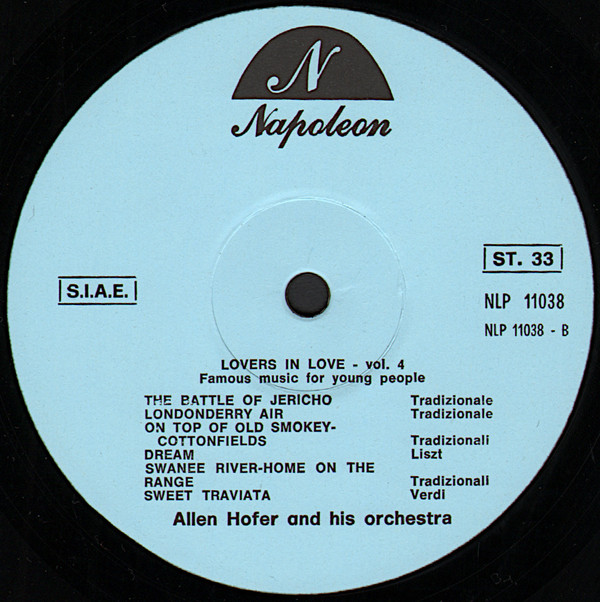 N
Napoleon
ST. 33
S.I.A.E.
NLP 11038
NLP 11038 - B
LOVERS IN LOVE - vol. 4
Famous music for young people
THE BATTLE OF JERICHO Tradizionale
LONDONDERRY AIR Tradizionale
ON TOP OF OLD SMOKEY-
COTTONFIELDS Tradizionali
DREAM Liszt
SWANEE RIVER-HOME ON THE
RANGE Tradizionali
SWEET TRAVIATA Verdi
Allen Hofer and his orchestra